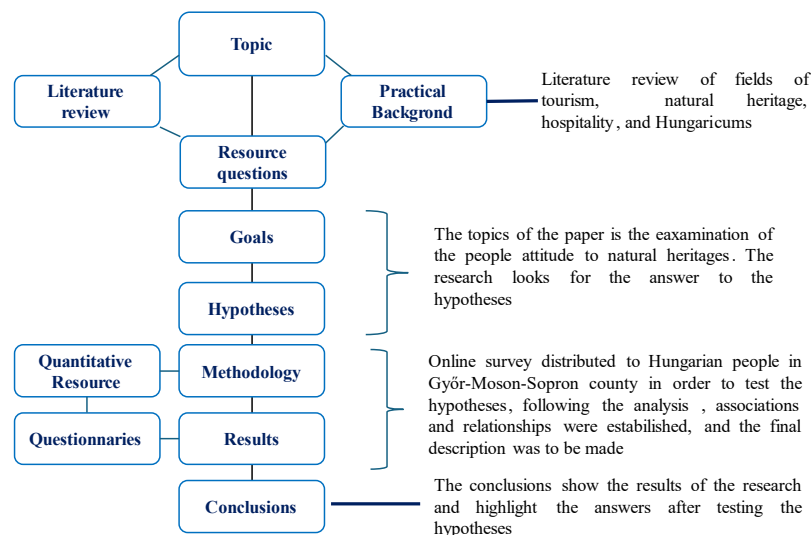 Topic
Literature
review
Practical
Backgrond
Literature review of fields of
tourism, natural heritage,
hospitality, and Hungaricums
Resource
questions
Goals
Hypotheses
The topics of the paper is the eaxamination of
the people attitude to natural heritages. The
research looks for the answer to the
hypotheses
Quantitative
Resource
Methodology
Questionnaries
Results
Online survey distributed to Hungarian people in
Győr-Moson-Sopron county in order to test the
hypotheses, following the analysis , associations
and relationships were estabilished, and the final
description was to be made
Conclusions
The conclusions show the results of the research
and highlight the answers after testing the
hypotheses